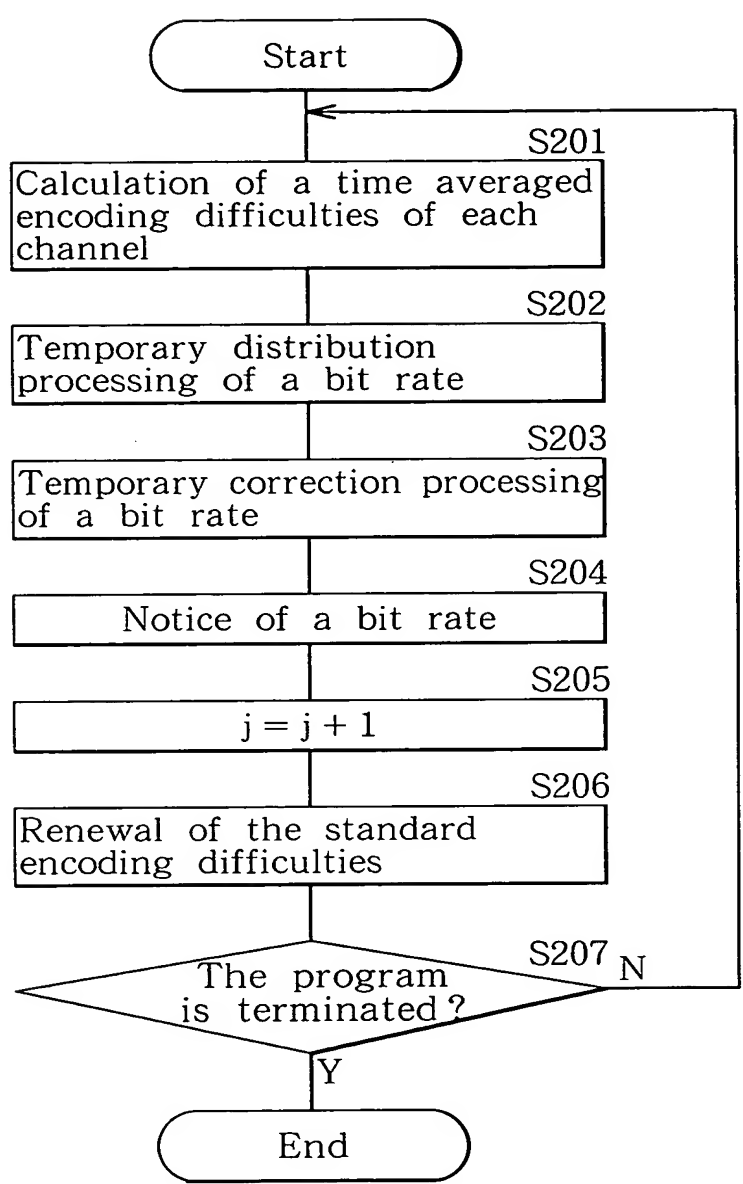 Start
S201
Calculation of a time averaged
encoding difficulties of each
channel
S202
Temporary distribution
processing of a bit rate
S203
Temporary correction processing
of a bit rate
S204
Notice of a bit rate
S205
j = j + 1
S206
Renewal of the standard
encoding difficulties
S207
N
The program
is terminated ?
Y
End